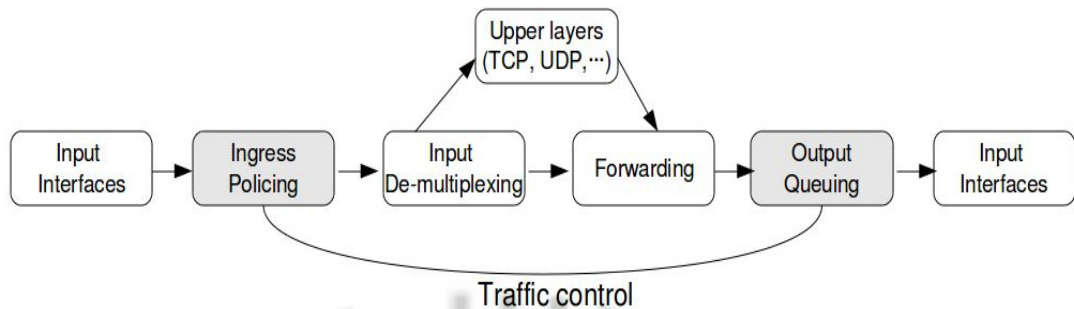 Upper layers
(TCP, UDP,···)
Input
Interfaces
Ingress
Policing
Input
De-multiplexing
Forwarding
Output
Queuing
Input
Interfaces
Traffic control